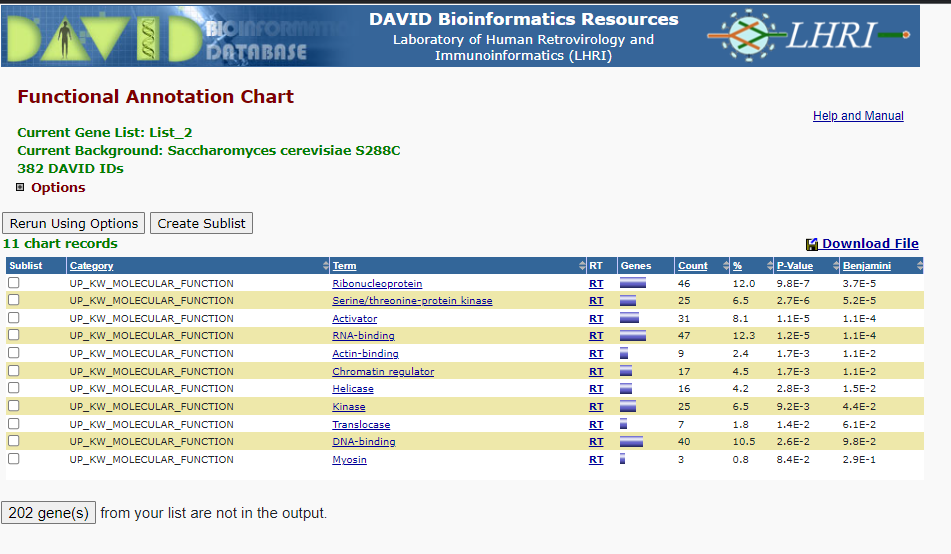 DAVID BIOINFORMATICS DATABASE
DAVID Bioinformatics Resources
Laboratory of Human Retrovirology and
Immunoinformatics (LHRI)
LHRI
Functional Annotation Chart
Help and Manual
Current Gene List: List_2
Current Background: Saccharomyces cerevisiae S288C
382 DAVID IDs
Options
Rerun Using Options Create Sublist
11 chart records Download File
Sublist Category Term RT Genes Count % P-Value Benjamini
UP_KW_MOLECULAR_FUNCTION Ribonucleoprotein RT 46 12.0 9.8E-7 3.7E-5
UP_KW_MOLECULAR_FUNCTION Serine/threonine-protein kinase RT 25 6.5 2.7E-6 5.2E-5
UP_KW_MOLECULAR_FUNCTION Activator RT 31 8.1 1.1E-5 1.1E-4
UP_KW_MOLECULAR_FUNCTION RNA-binding RT 47 12.3 1.2E-5 1.1E-4
UP_KW_MOLECULAR_FUNCTION Actin-binding RT 9 2.4 1.7E-3 1.1E-2
UP_KW_MOLECULAR_FUNCTION Chromatin regulator RT 17 4.5 1.7E-3 1.1E-2
UP_KW_MOLECULAR_FUNCTION Helicase RT 16 4.2 2.8E-3 1.5E-2
UP_KW_MOLECULAR_FUNCTION Kinase RT 25 6.5 9.2E-3 4.4E-2
UP_KW_MOLECULAR_FUNCTION Translocase RT 7 1.8 1.4E-2 6.1E-2
UP_KW_MOLECULAR_FUNCTION DNA-binding RT 40 10.5 2.6E-2 9.8E-2
UP_KW_MOLECULAR_FUNCTION Myosin RT 3 0.8 8.4E-2 2.9E-1
202 gene(s) from your list are not in the output.